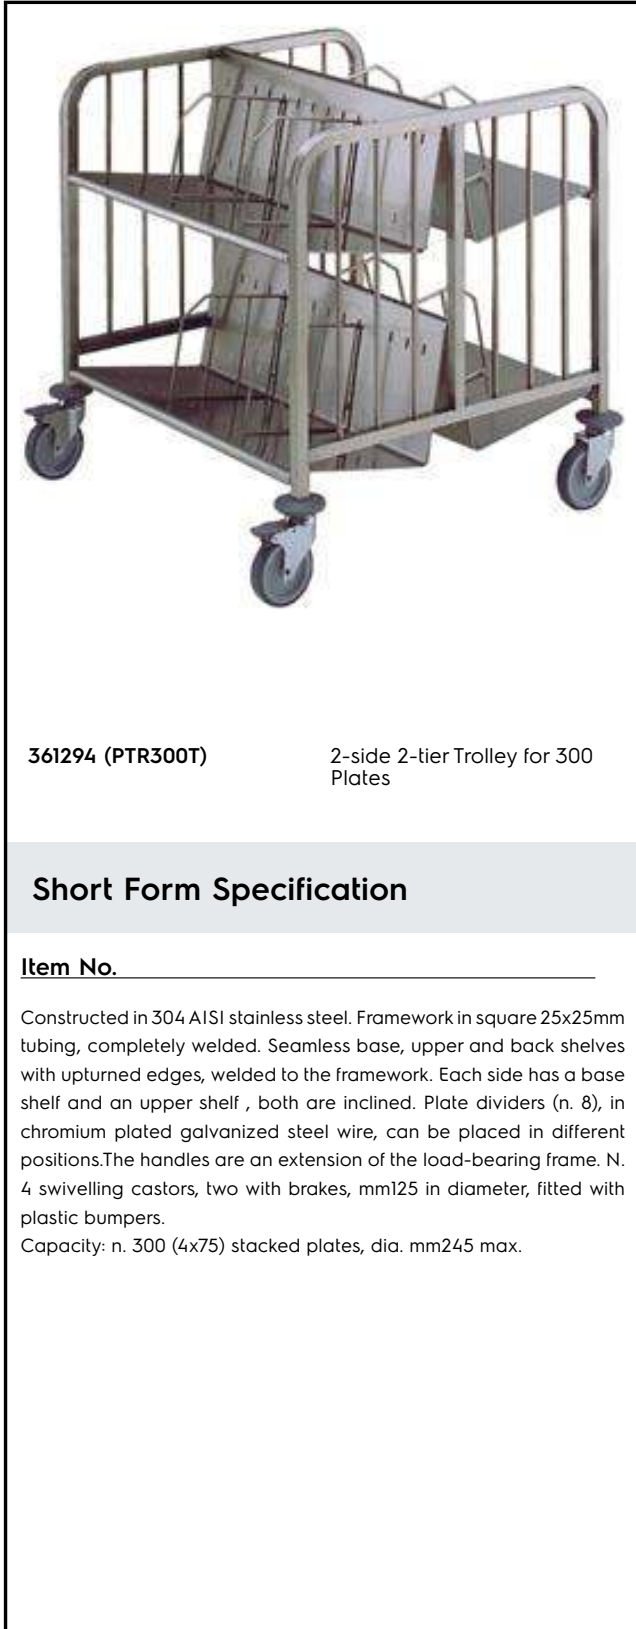 361294 (PTR300T)
2-side 2-tier Trolley for 300
Plates
Short Form Specification
Item No.
Constructed in 304 AISI stainless steel. Framework in square 25x25mm
tubing, completely welded. Seamless base, upper and back shelves
with upturned edges, welded to the framework. Each side has a base
shelf and an upper shelf , both are inclined. Plate dividers (n. 8), in
chromium plated galvanized steel wire, can be placed in different
positions.The handles are an extension of the load-bearing frame. N.
4 swivelling castors, two with brakes, mm125 in diameter, fitted with
plastic bumpers.
Capacity: n. 300 (4x75) stacked plates, dia. mm245 max.